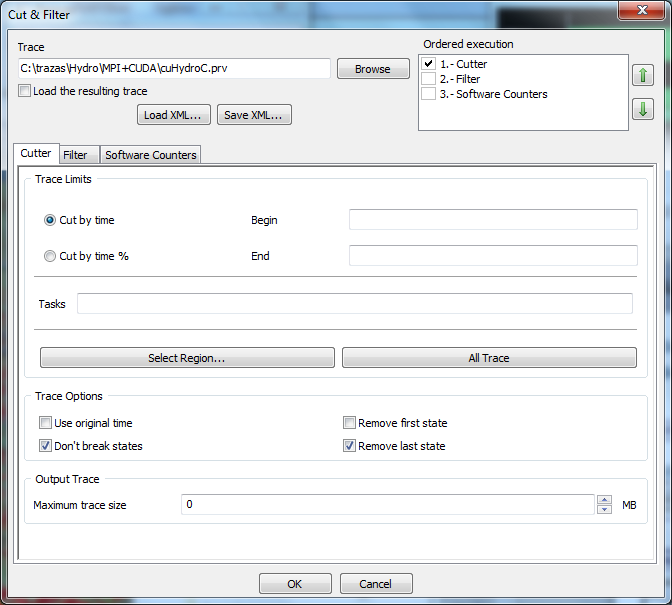 Cut & Filter
Trace
C:\trazas\Hydro\MPI+CUDA\cuHydroC.prv
Browse
Load the resulting trace
Load XML...
Save XML...
Ordered execution
1.- Cutter
2.- Filter
3.- Software Counters
Cutter
Filter
Software Counters
Trace Limits
Cut by time
Begin
Cut by time %
End
Tasks
Select Region...
All Trace
Trace Options
Use original time
Remove first state
Don't break states
Remove last state
Output Trace
Maximum trace size
0
MB
OK
Cancel